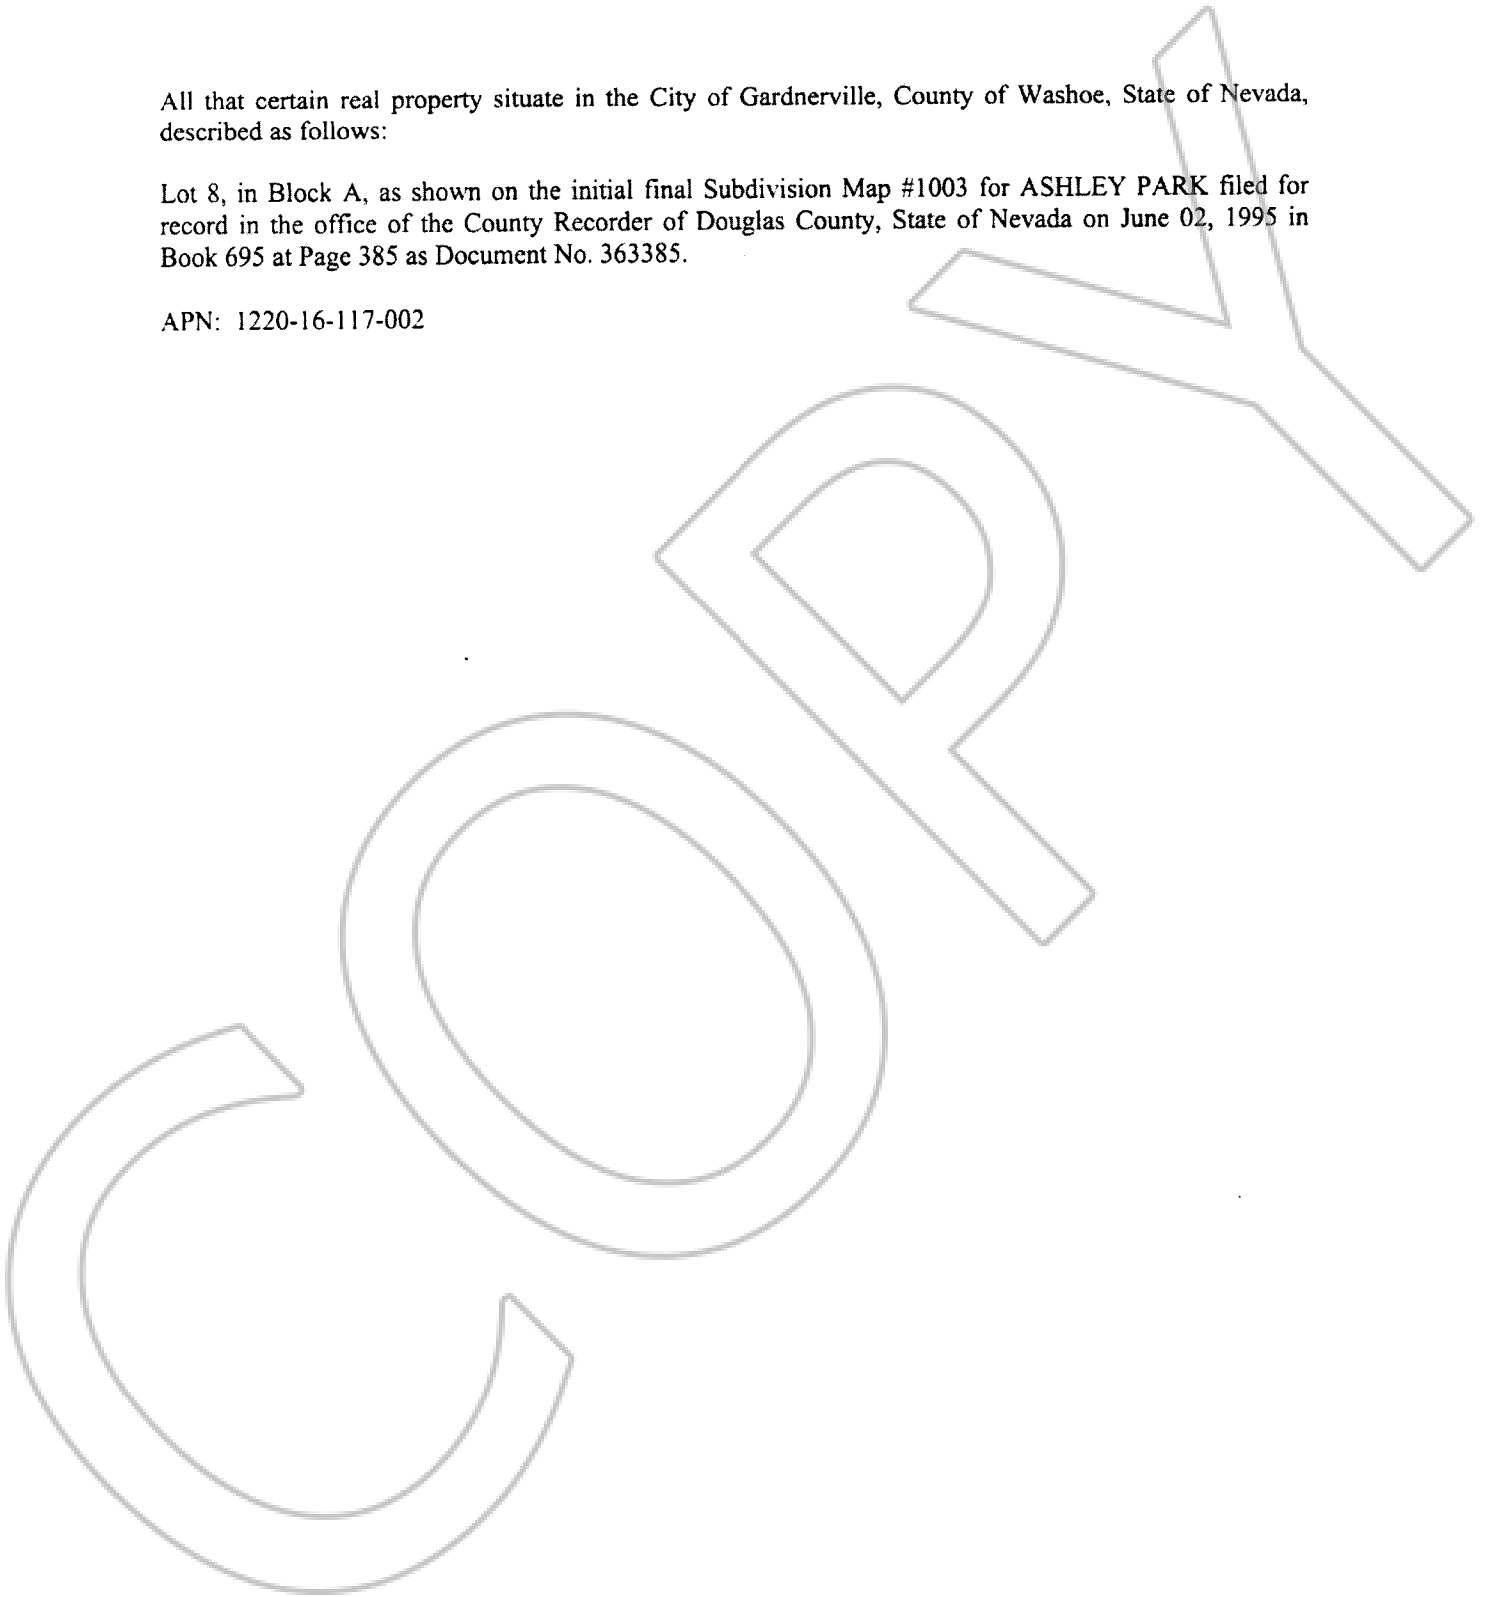 All that certain real property situate in the City of Gardnerville, County of Washoe, State of Nevada,
described as follows:
Lot 8, in Block A, as shown on the initial final Subdivision Map #1003 for ASHLEY PARK filed for
record in the office of the County Recorder of Douglas County, State of Nevada on June 02, 1995 in
Book 695 at Page 385 as Document No. 363385.
APN: 1220-16-117-002
COPY